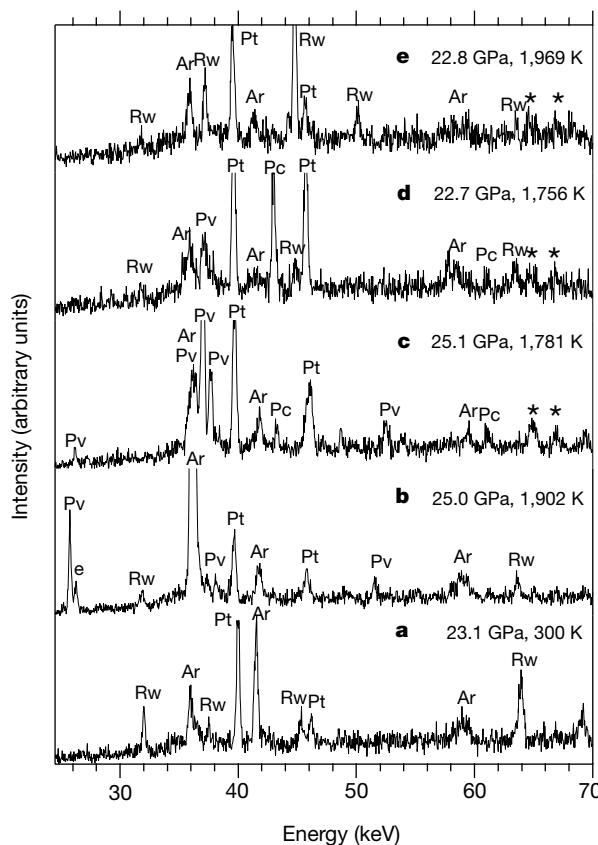 Rw
Pt
e 22.8 GPa, 1,969 K
Ar Rw
Pt
Ar
Rw
Ar
Rw * *
Rw
Pt
Pc
Pt
d 22.7 GPa, 1,756 K
Pv
Ar
Ar
Rw
Ar
Pc
Rw * *
Rw
Pv
Pt
Ar
Pv
Pv
Pt
c 25.1 GPa, 1,781 K
Pv
Ar
Pc
Pv
Ar
Pc
* *
Ar
b 25.0 GPa, 1,902 K
Pv
e
Rw
Pv
Pt
Ar
Pt
Pv
Ar
Rw
a 23.1 GPa, 300 K
Rw
Ar
Rw
Pt
Ar
Rw
Pt
Ar
Rw
30 40 50 60 70
Energy (keV)
Intensity (arbitrary units)